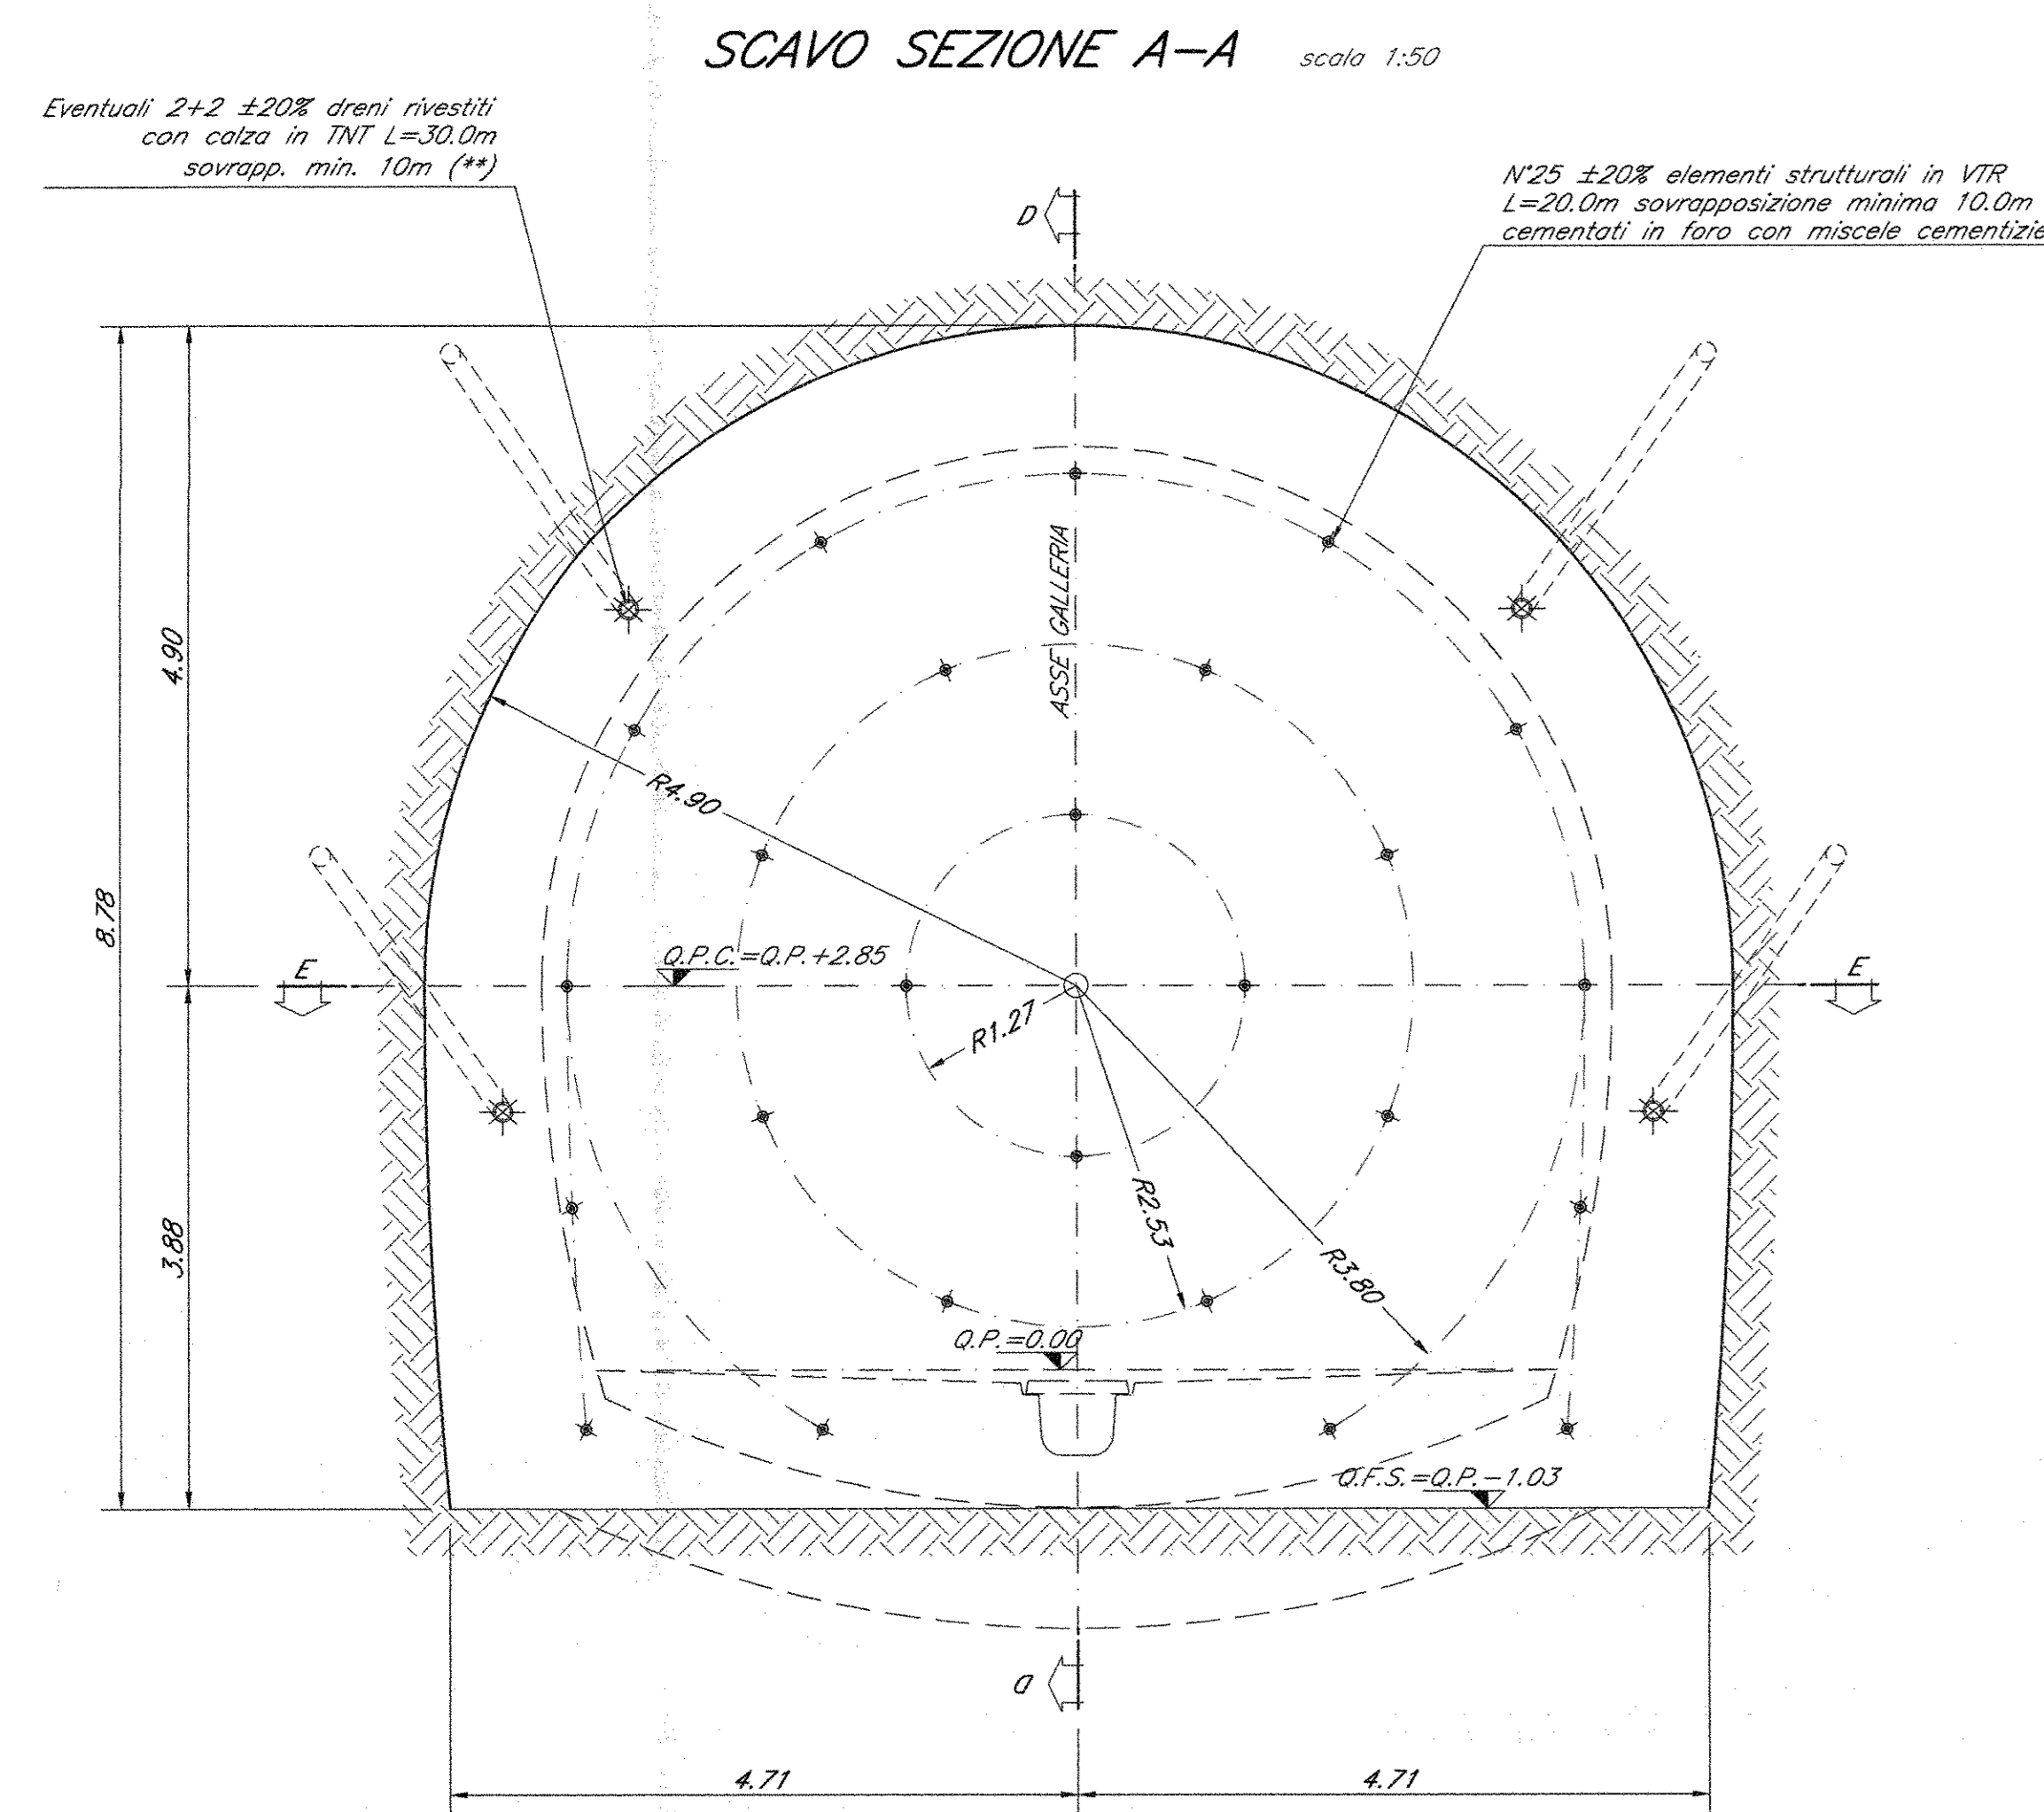 SCAVO SEZIONE A-A scala 1:50
Eventuali 2+2 ±20% dreni rivestiti
con calza in TNT L=30.0m
sovrapp. min. 10m (**)
N°25 ±20% elementi strutturali in VTR
L=20.0m sovrapposizione minima 10.0m
cementati in foro con miscele cementizie
D
ASSE GALLERIA
4.90
R4.90
8.78
Q.P.C.=Q.P.+2.85
E
E
R1.27
R2.53
R3.80
3.88
Q.P.=0.00
Q.F.S.=Q.P.-1.03
D
4.71
4.71